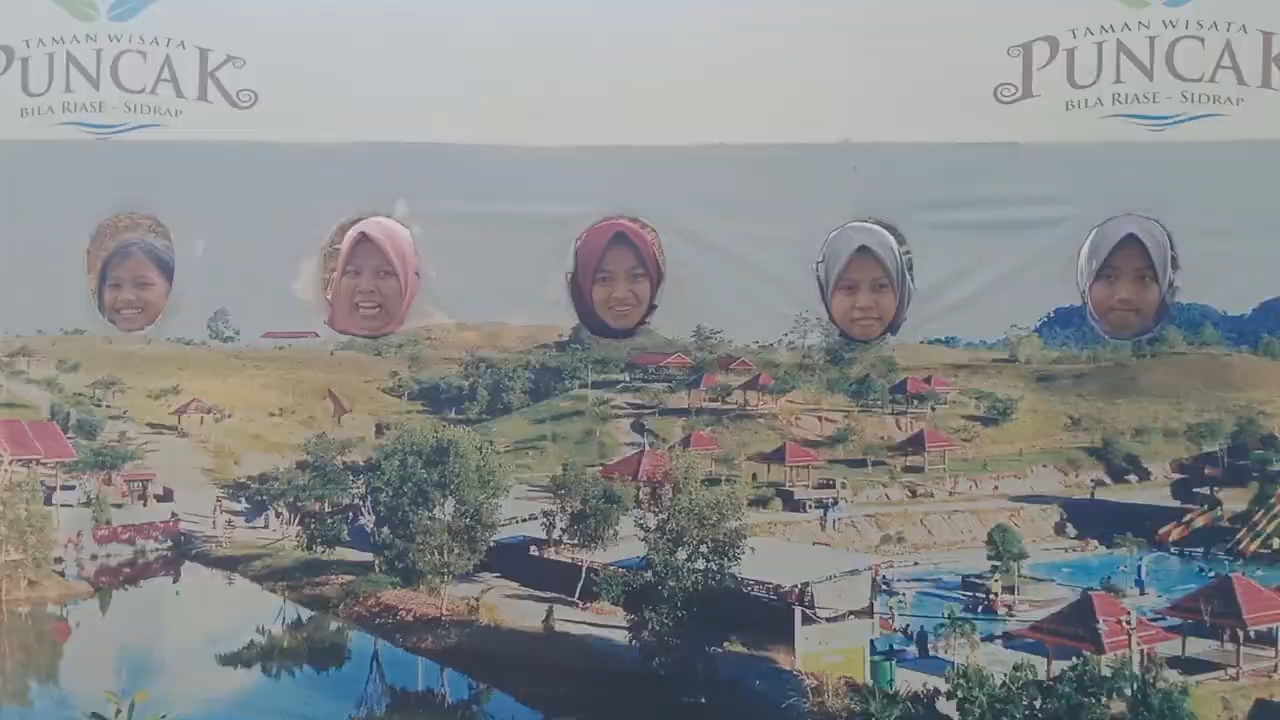 TAMAN WISATA
PUNCAK
BILA RIASE - SIDRAP
TAMAN WISATA
PUNCAK
BILA RIASE - SIDRAP